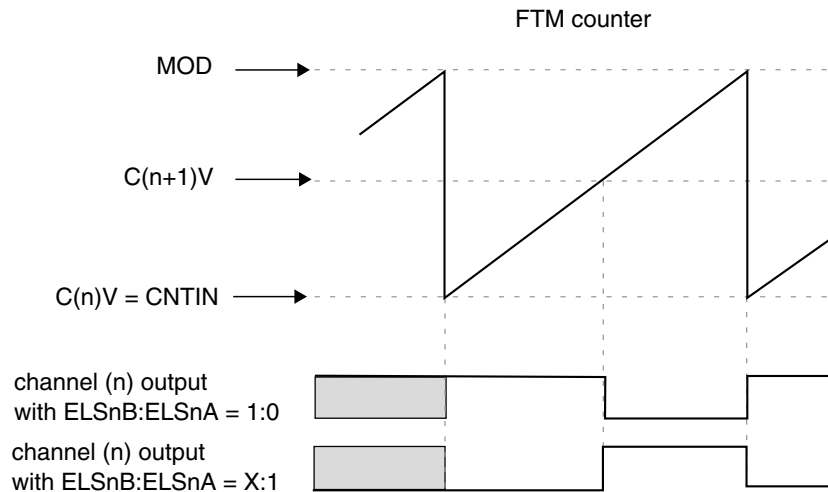 FTM counter
MOD
C(n+1)V
C(n)V = CNTIN
channel (n) output
with ELSnB:ELSnA = 1:0
channel (n) output
with ELSnB:ELSnA = X:1